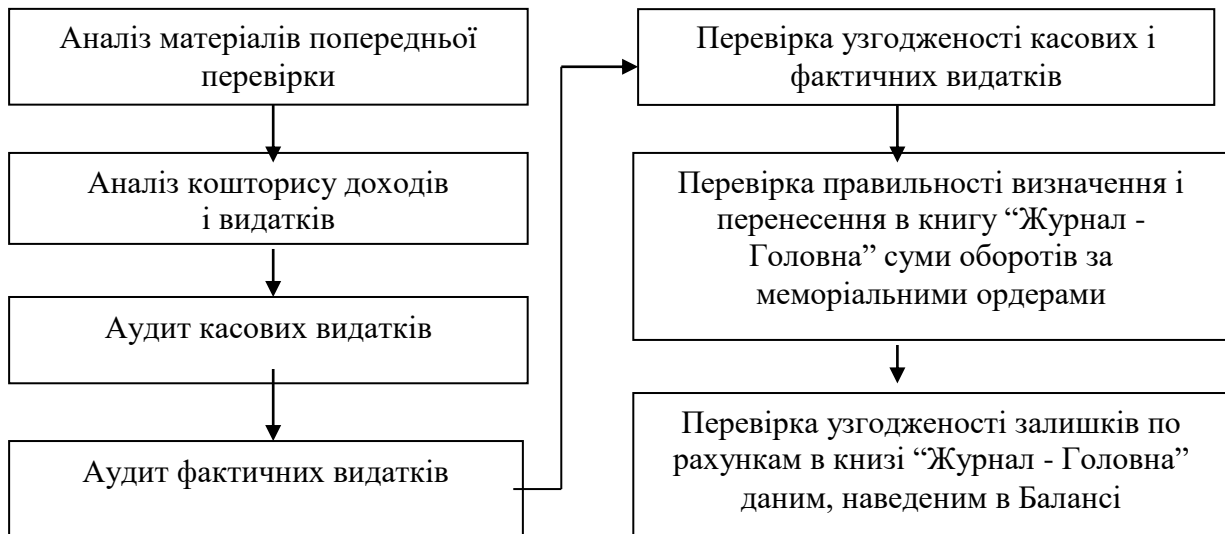 Аналіз матеріалів попередньої
перевірки
Аналіз кошторису доходів
і видатків
Аудит касових видатків
Аудит фактичних видатків
Перевірка узгодженості касових і
фактичних видатків
Перевірка правильності визначення і
перенесення в книгу “Журнал -
Головна” суми оборотів за
меморіальними ордерами
Перевірка узгодженості залишків по
рахункам в книзі “Журнал - Головна”
даним, наведеним в Балансі